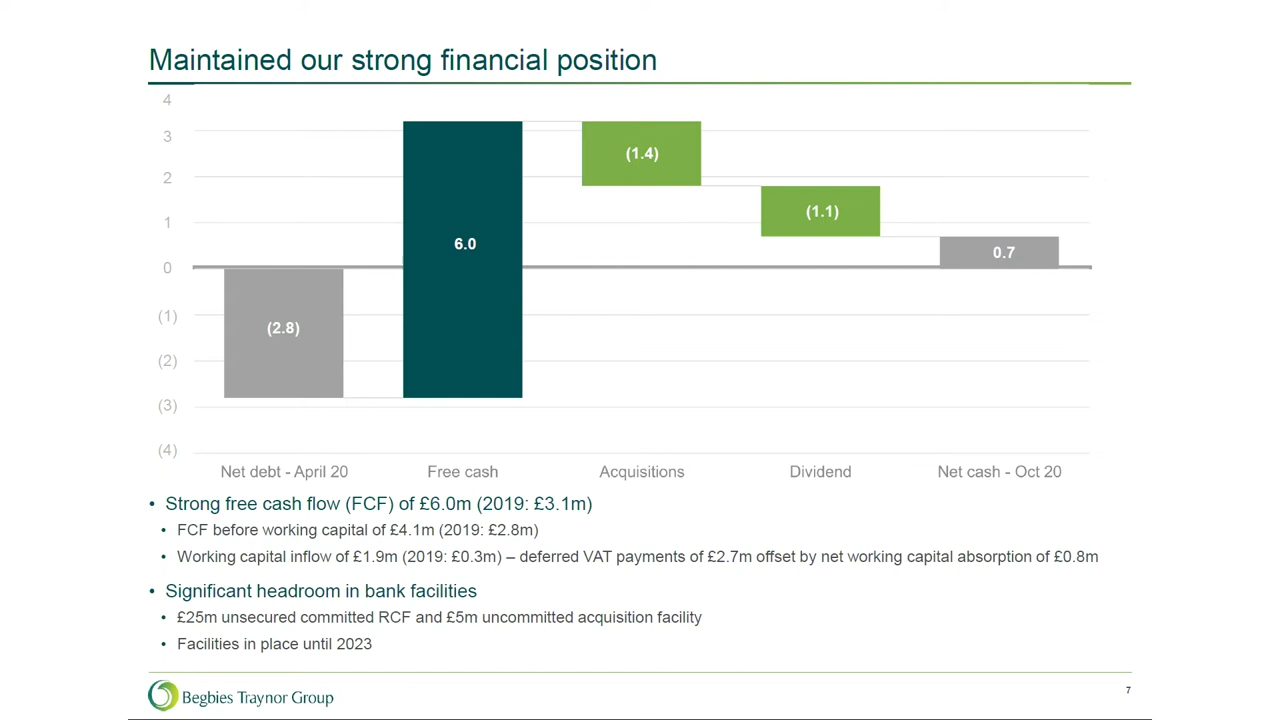 Maintained our strong financial position
4
3
2
1
0
(1)
(2)
(3)
(4)
(2.8)
6.0
(1.4)
(1.1)
0.7
Net debt - April 20
Free cash
Acquisitions
Dividend
Net cash - Oct 20
• Strong free cash flow (FCF) of £6.0m (2019: £3.1m)
• FCF before working capital of £4.1m (2019: £2.8m)
• Working capital inflow of £1.9m (2019: £0.3m) – deferred VAT payments of £2.7m offset by net working capital absorption of £0.8m
• Significant headroom in bank facilities
• £25m unsecured committed RCF and £5m uncommitted acquisition facility
• Facilities in place until 2023
Begbies Traynor Group
7